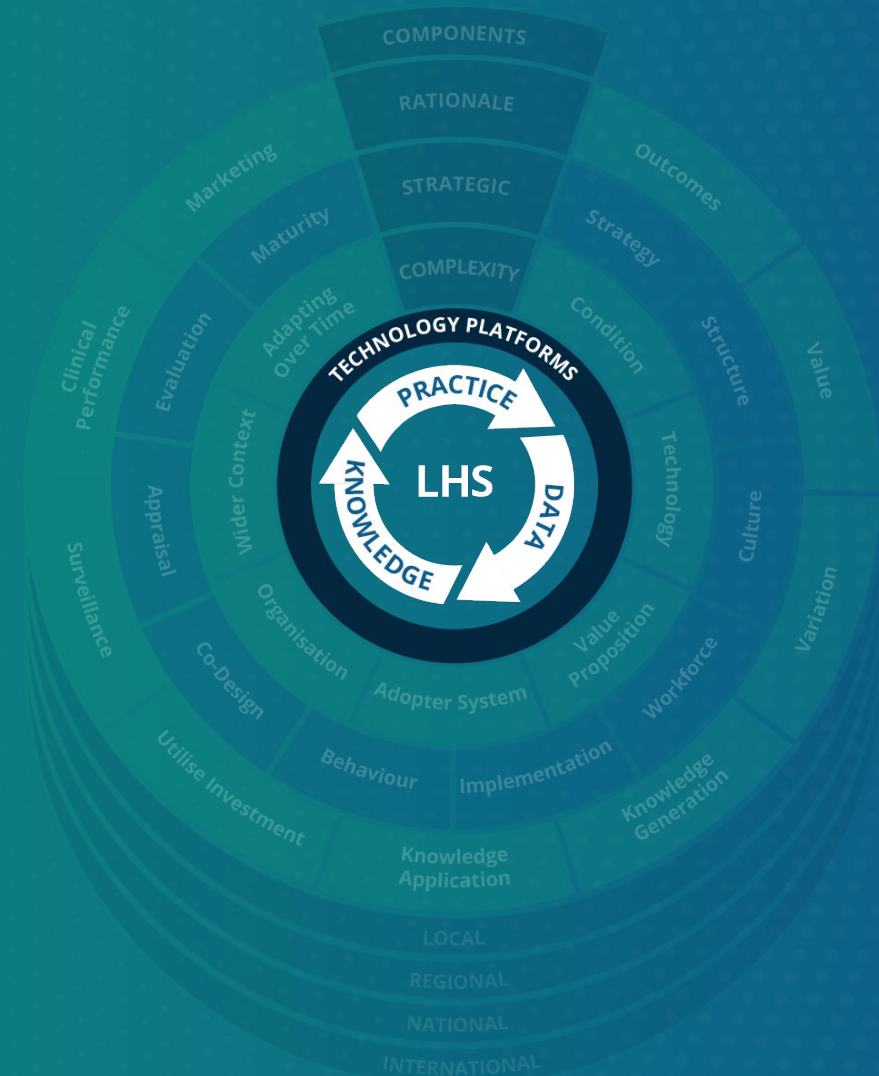 COMPONENTS
RATIONALE
STRATEGIC
COMPLEXITY
TECHNOLOGY PLATFORMS
PRACTICE
DATA
KNOWLEDGE
LHS
Condition
Technology
Value
Proposition
Adopter System
Organisation
Wider Context
Adapting
Over Time
Strategy
Structure
Culture
Workforce
Implementation
Behaviour
Co-Design
Appraisal
Evaluation
Maturity
Outcomes
Value
Variation
Knowledge
Generation
Knowledge
Application
Utilise Investment
Surveillance
Clinical
Performance
Marketing
LOCAL
REGIONAL
NATIONAL
INTERNATIONAL